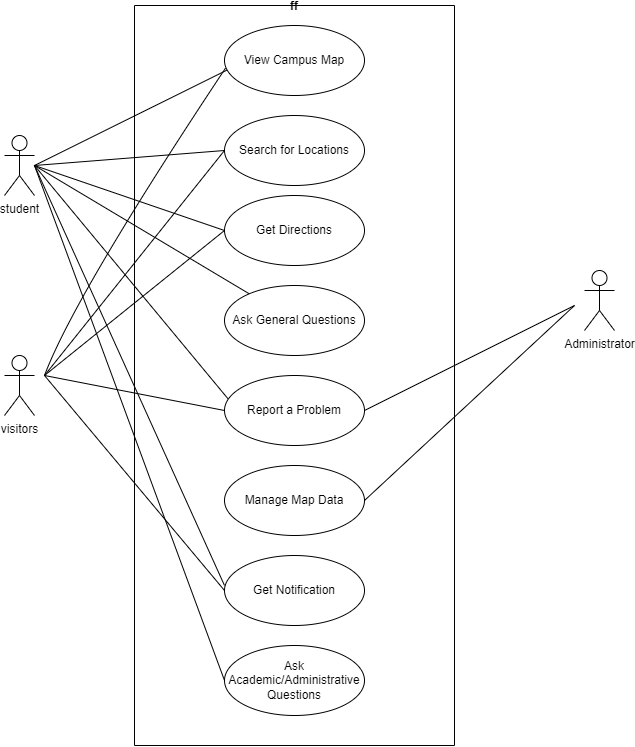 ff
View Campus Map
Search for Locations
student
Get Directions
Ask General Questions
Administrator
visitors
Report a Problem
Manage Map Data
Get Notification
Ask
Academic/Administrative
Questions